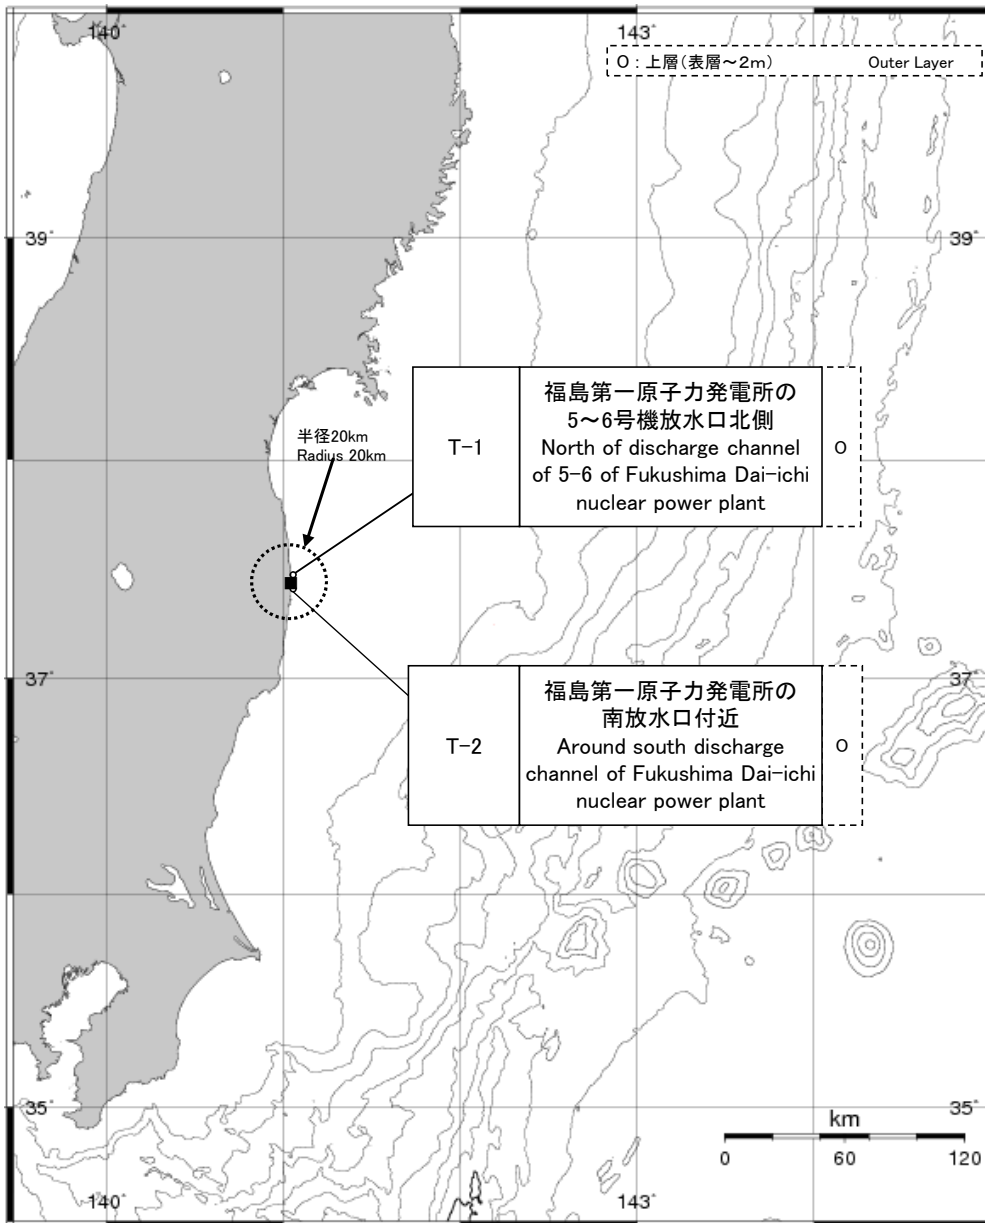 140°
143°
O : 上層(表層～2m) Outer Layer
39°
39°
半径20km
Radius 20km
T-1
福島第一原子力発電所の
5～6号機放水口北側
North of discharge channel
of 5-6 of Fukushima Dai-ichi
nuclear power plant
O
37°
37°
T-2
福島第一原子力発電所の
南放水口付近
Around south discharge
channel of Fukushima Dai-ichi
nuclear power plant
O
35°
35°
km
0 60 120
140°
143°